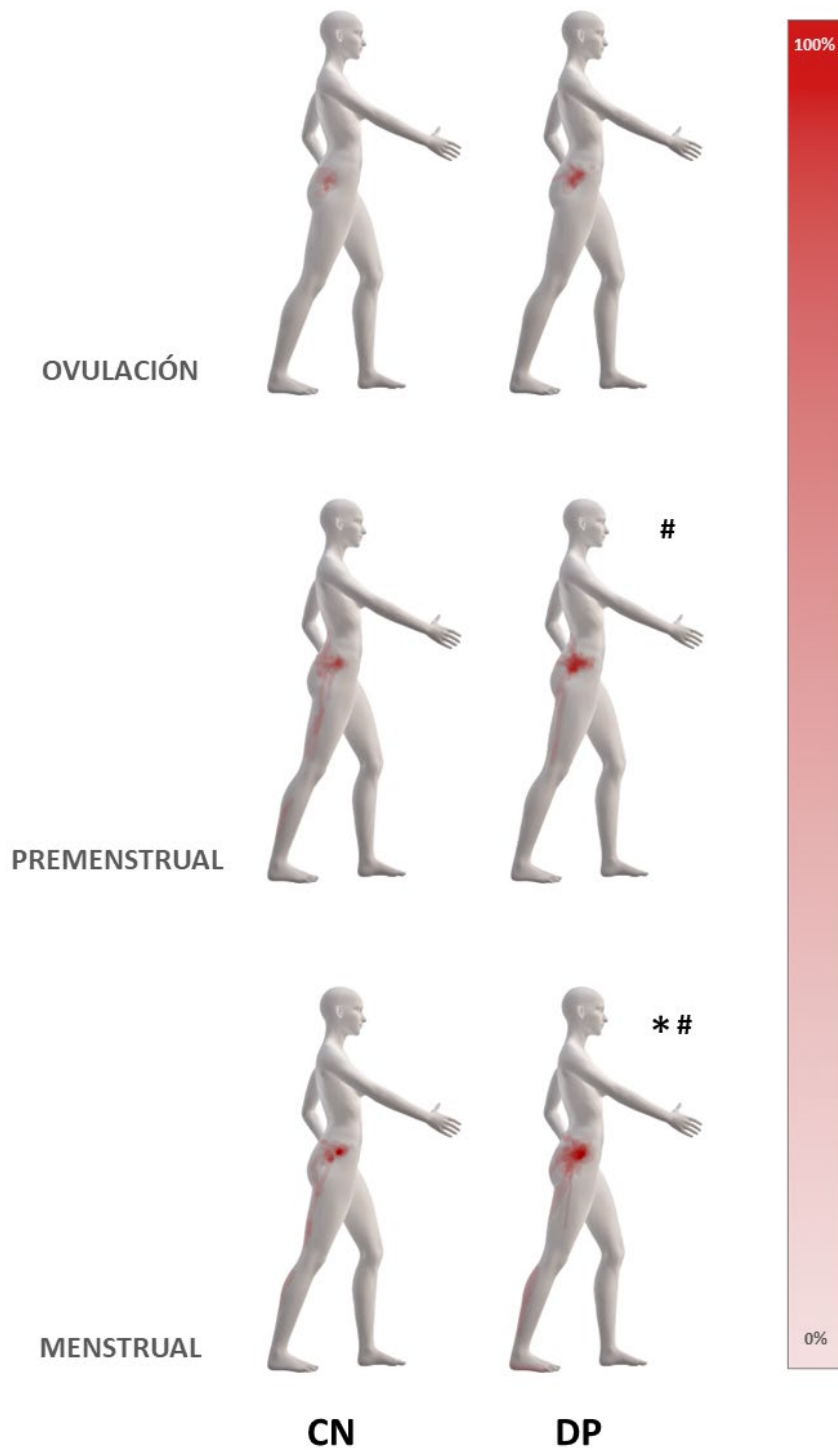 100%
OVULACIÓN
#
PREMENSTRUAL
* #
MENSTRUAL
0%
CN DP